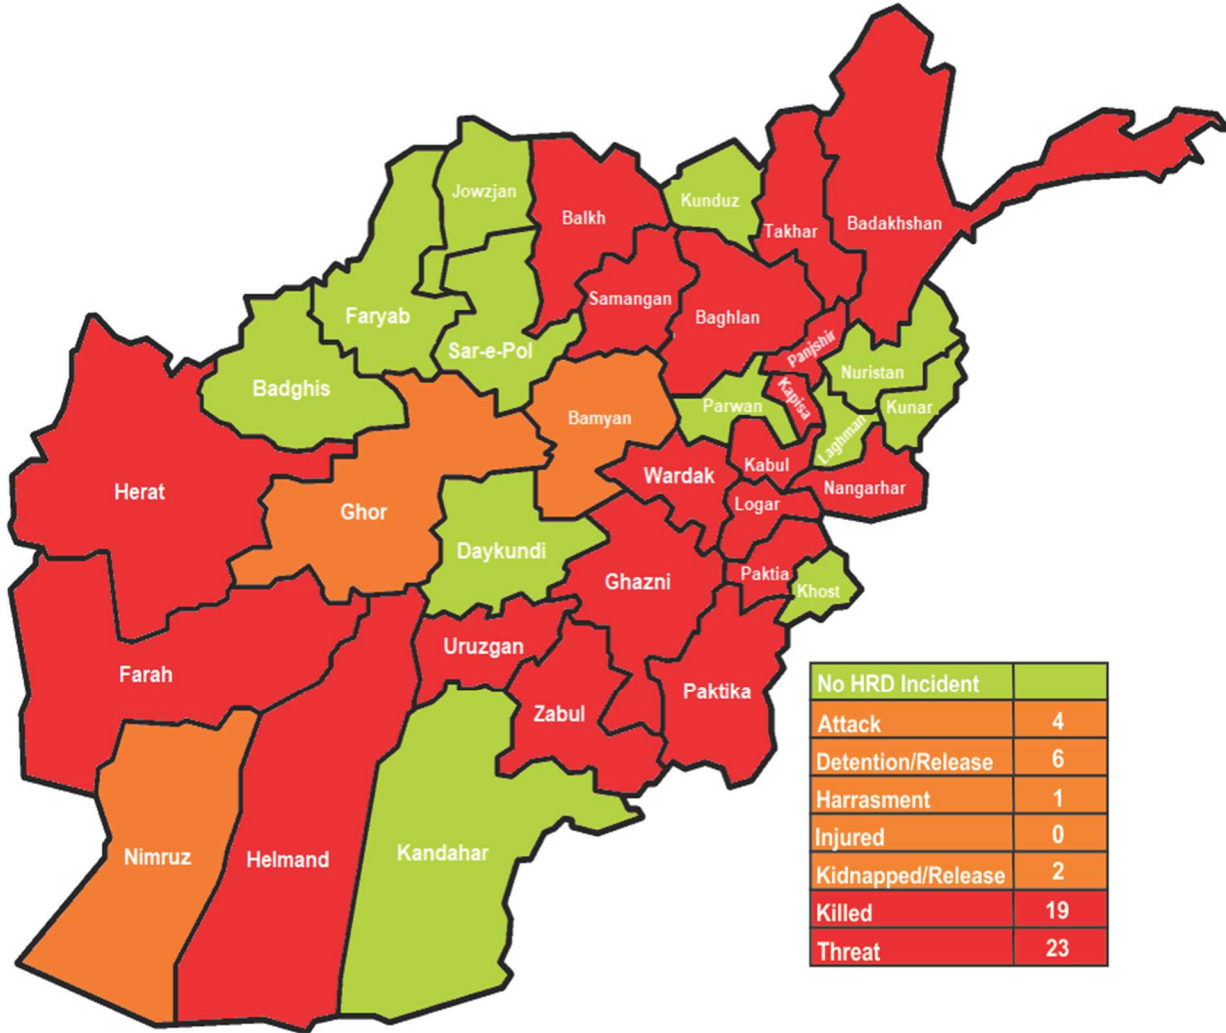 Jowzjan
Balkh
Kunduz
Takhar
Badakhshan
Faryab
Samangan
Baghlan
Sar-e-Pol
Panjshir
Badghis
Nuristan
Bamyan
Parwan
Kapisa
Kunar
Laghman
Herat
Wardak
Kabul
Nangarhar
Ghor
Logar
Daykundi
Ghazni
Paktia
Khost
Uruzgan
Farah
Zabul
Paktika
Nimruz
Helmand
Kandahar
No HRD Incident
Attack 4
Detention/Release 6
Harrasment 1
Injured 0
Kidnapped/Release 2
Killed 19
Threat 23